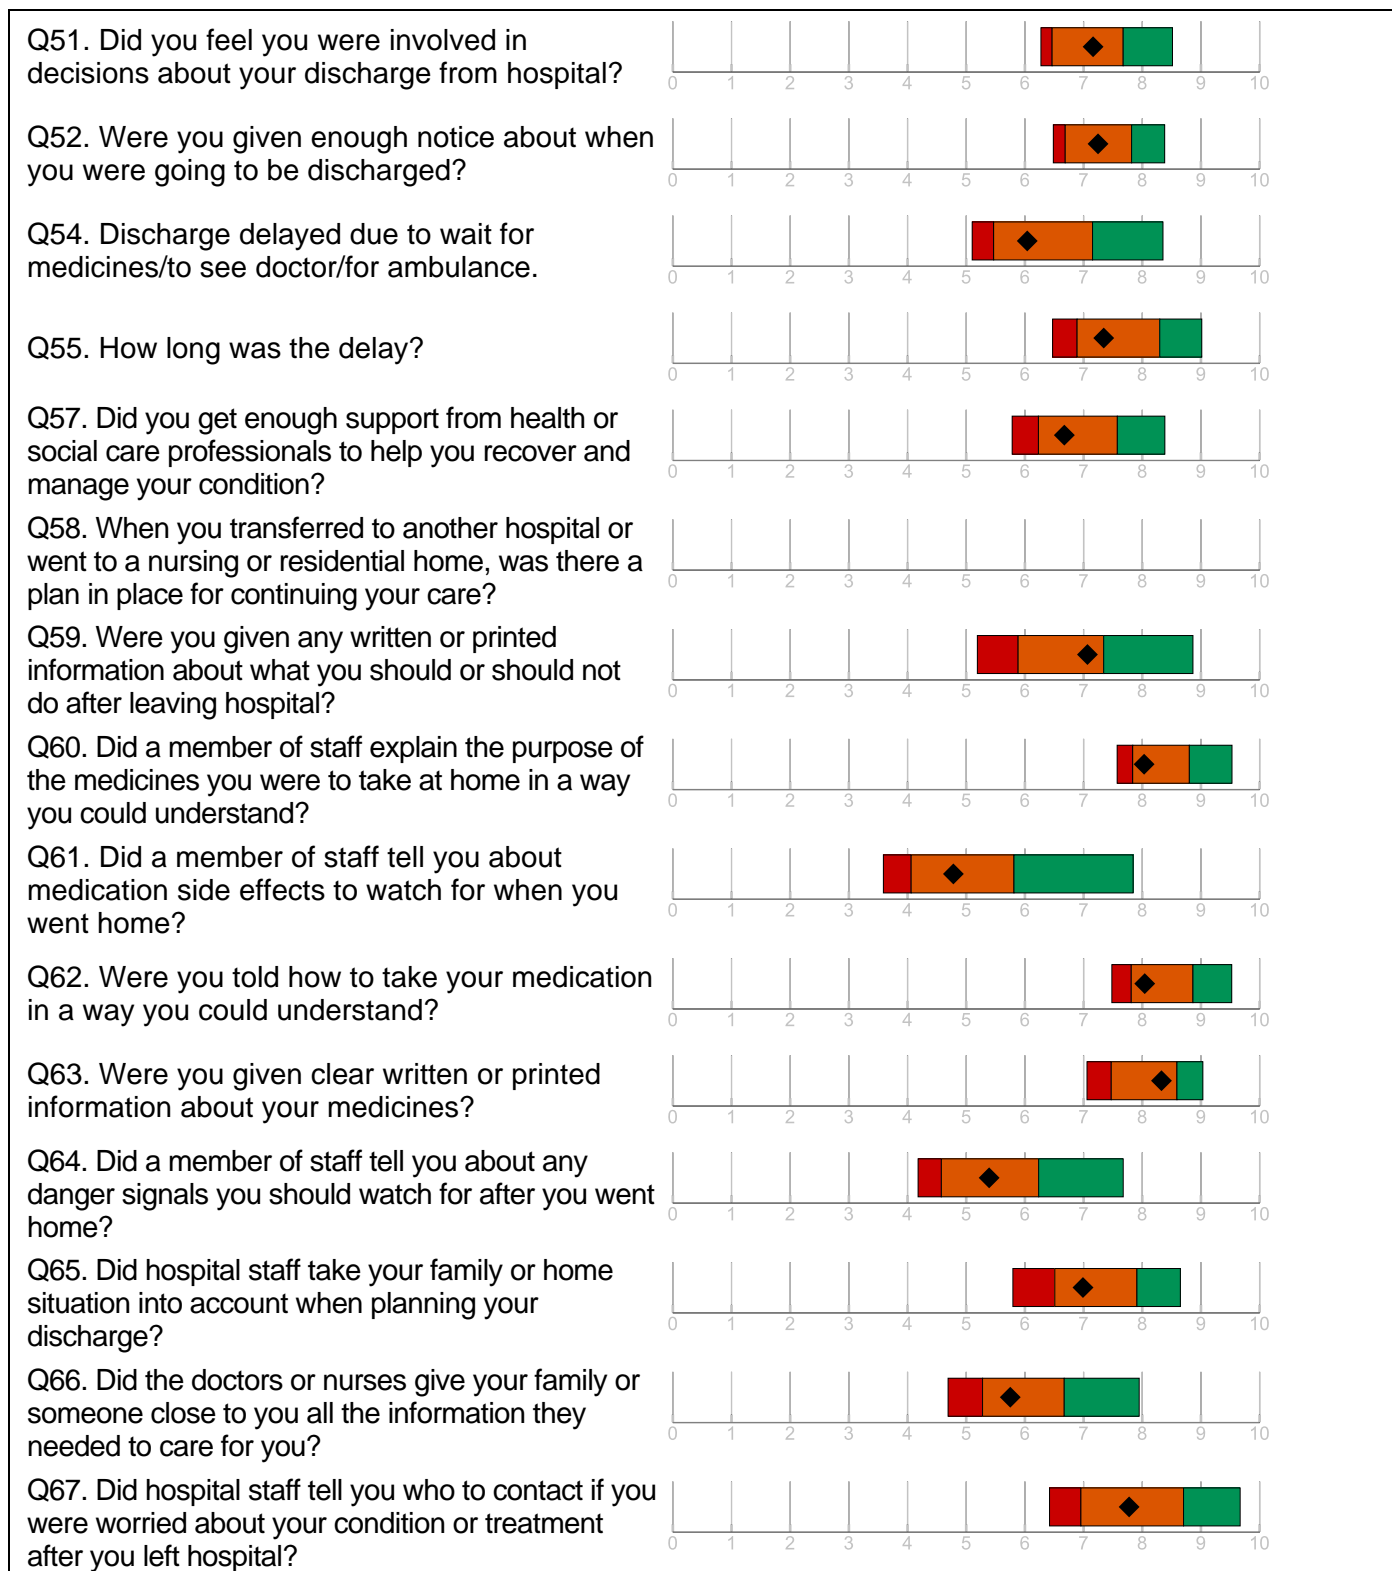 Q51. Did you feel you were involved in
decisions about your discharge from hospital?
0 1 2 3 4 5 6 7 8 9 10
Q52. Were you given enough notice about when
you were going to be discharged?
0 1 2 3 4 5 6 7 8 9 10
Q54. Discharge delayed due to wait for
medicines/to see doctor/for ambulance.
0 1 2 3 4 5 6 7 8 9 10
Q55. How long was the delay?
0 1 2 3 4 5 6 7 8 9 10
Q57. Did you get enough support from health or
social care professionals to help you recover and
manage your condition?
0 1 2 3 4 5 6 7 8 9 10
Q58. When you transferred to another hospital or
went to a nursing or residential home, was there a
plan in place for continuing your care?
0 1 2 3 4 5 6 7 8 9 10
Q59. Were you given any written or printed
information about what you should or should not
do after leaving hospital?
0 1 2 3 4 5 6 7 8 9 10
Q60. Did a member of staff explain the purpose of
the medicines you were to take at home in a way
you could understand?
0 1 2 3 4 5 6 7 8 9 10
Q61. Did a member of staff tell you about
medication side effects to watch for when you
went home?
0 1 2 3 4 5 6 7 8 9 10
Q62. Were you told how to take your medication
in a way you could understand?
0 1 2 3 4 5 6 7 8 9 10
Q63. Were you given clear written or printed
information about your medicines?
0 1 2 3 4 5 6 7 8 9 10
Q64. Did a member of staff tell you about any
danger signals you should watch for after you went
home?
0 1 2 3 4 5 6 7 8 9 10
Q65. Did hospital staff take your family or home
situation into account when planning your
discharge?
0 1 2 3 4 5 6 7 8 9 10
Q66. Did the doctors or nurses give your family or
someone close to you all the information they
needed to care for you?
0 1 2 3 4 5 6 7 8 9 10
Q67. Did hospital staff tell you who to contact if you
were worried about your condition or treatment
after you left hospital?
0 1 2 3 4 5 6 7 8 9 10